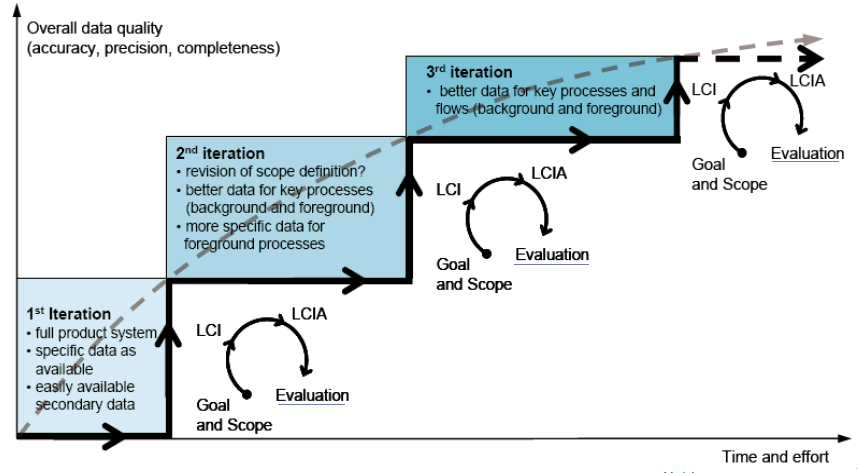 Overall data quality
(accuracy, precision, completeness)
3rd iteration
• better data for key processes and
flows (background and foreground)
LCI
LCIA
Goal
and Scope
Evaluation
2nd iteration
• revision of scope definition?
• better data for key processes
(background and foreground)
• more specific data for
foreground processes
LCI
LCIA
Goal
and Scope
Evaluation
1st Iteration
• full product system
• specific data as
available
• easily available
secondary data
LCI
LCIA
Goal
and Scope
Evaluation
Time and effort